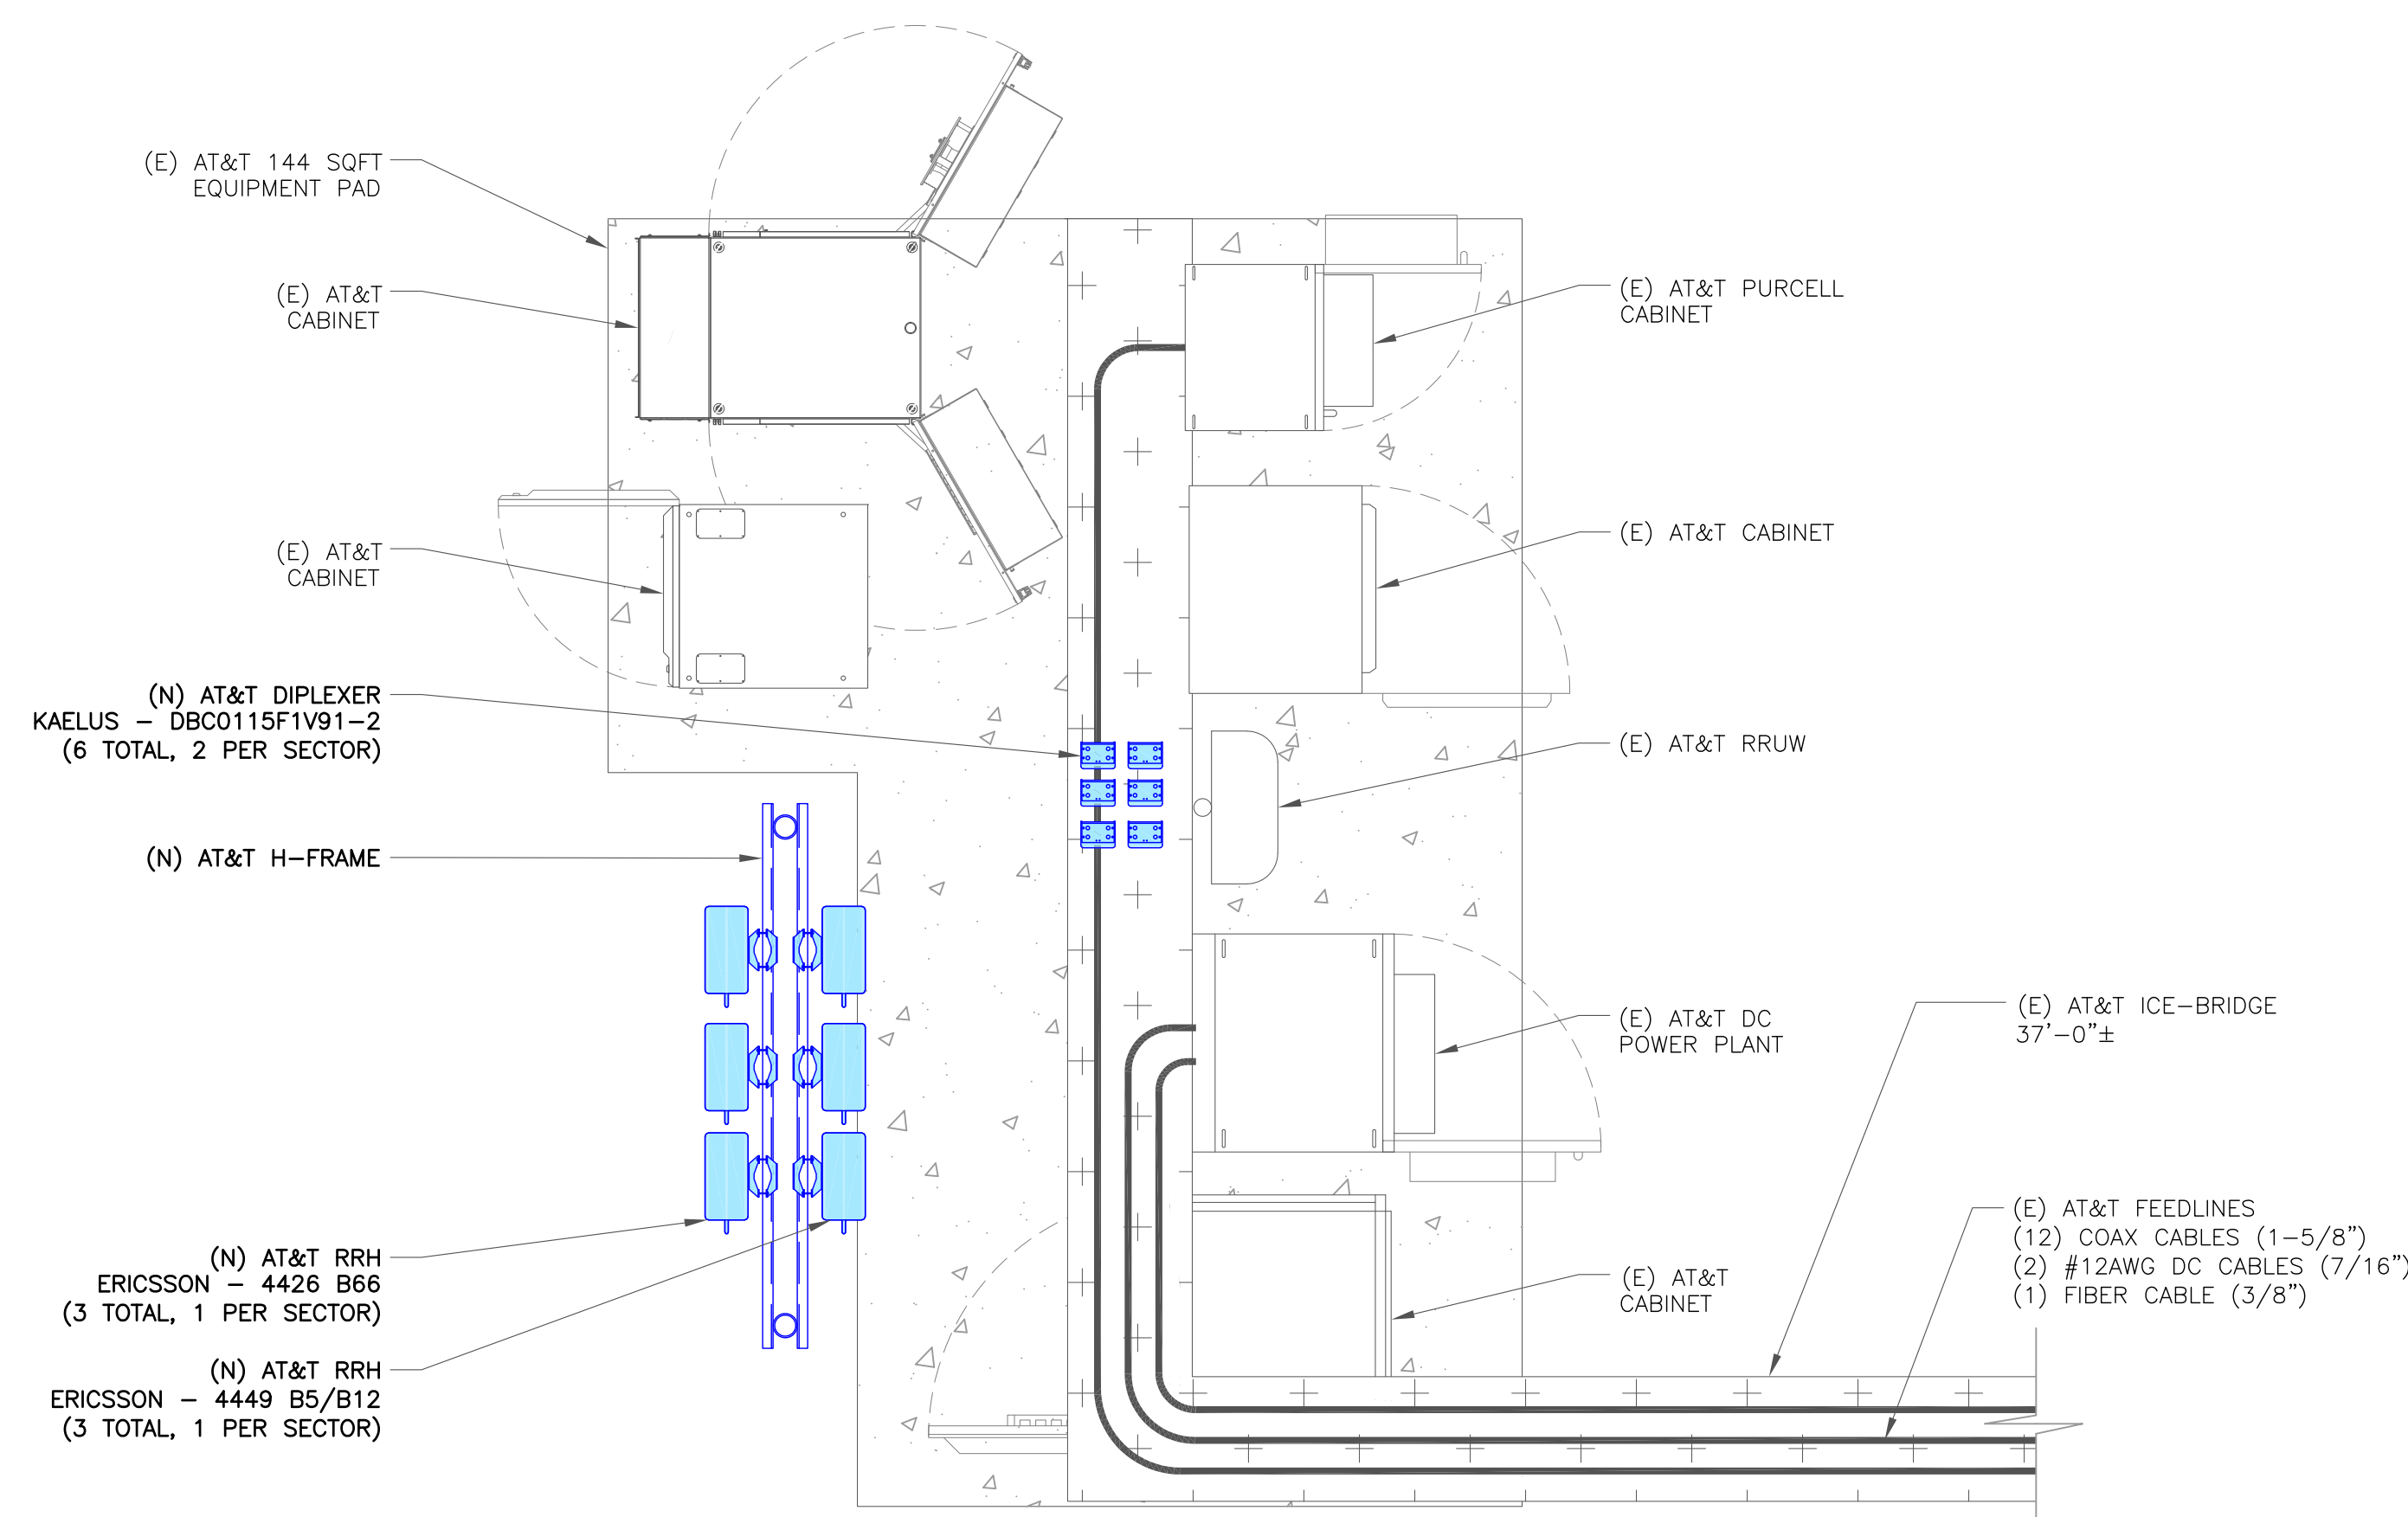 (E) AT&T 144 SQFT
EQUIPMENT PAD
(E) AT&T
CABINET
(E) AT&T
CABINET
(N) AT&T DIPLEXER
KAELUS – DBC0115F1V91–2
(6 TOTAL, 2 PER SECTOR)
(N) AT&T H–FRAME
(N) AT&T RRH
ERICSSON – 4426 B66
(3 TOTAL, 1 PER SECTOR)
(N) AT&T RRH
ERICSSON – 4449 B5/B12
(3 TOTAL, 1 PER SECTOR)
(E) AT&T PURCELL
CABINET
(E) AT&T CABINET
(E) AT&T RRUW
(E) AT&T DC
POWER PLANT
(E) AT&T
CABINET
(E) AT&T ICE–BRIDGE
37'–0"±
(E) AT&T FEEDLINES
(12) COAX CABLES (1–5/8")
(2) #12AWG DC CABLES (7/16")
(1) FIBER CABLE (3/8")